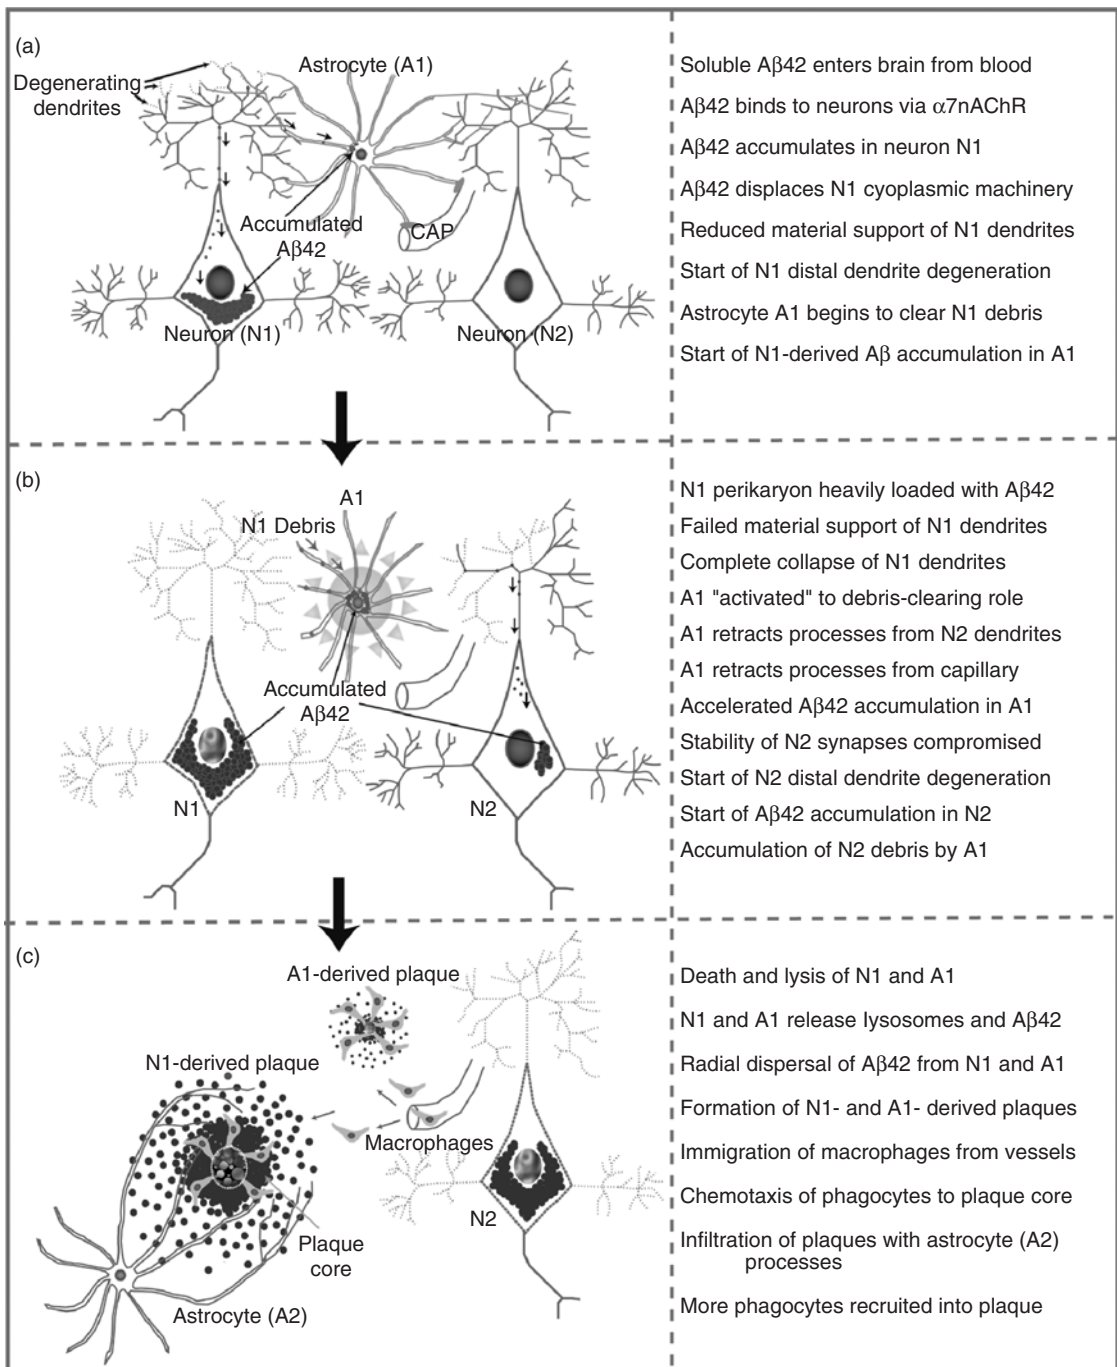 (a)
Degenerating
dendrites
Astrocyte (A1)
Accumulated
Aβ42
CAP
Neuron (N1)
Neuron (N2)
Soluble Aβ42 enters brain from blood
Aβ42 binds to neurons via α7nAChR
Aβ42 accumulates in neuron N1
Aβ42 displaces N1 cyoplasmic machinery
Reduced material support of N1 dendrites
Start of N1 distal dendrite degeneration
Astrocyte A1 begins to clear N1 debris
Start of N1-derived Aβ accumulation in A1
(b)
A1
N1 Debris
Accumulated
Aβ42
N1
N2
N1 perikaryon heavily loaded with Aβ42
Failed material support of N1 dendrites
Complete collapse of N1 dendrites
A1 "activated" to debris-clearing role
A1 retracts processes from N2 dendrites
A1 retracts processes from capillary
Accelerated Aβ42 accumulation in A1
Stability of N2 synapses compromised
Start of N2 distal dendrite degeneration
Start of Aβ42 accumulation in N2
Accumulation of N2 debris by A1
(c)
A1-derived plaque
N1-derived plaque
Macrophages
N2
Plaque
core
Astrocyte (A2)
Death and lysis of N1 and A1
N1 and A1 release lysosomes and Aβ42
Radial dispersal of Aβ42 from N1 and A1
Formation of N1- and A1- derived plaques
Immigration of macrophages from vessels
Chemotaxis of phagocytes to plaque core
Infiltration of plaques with astrocyte (A2)
processes
More phagocytes recruited into plaque